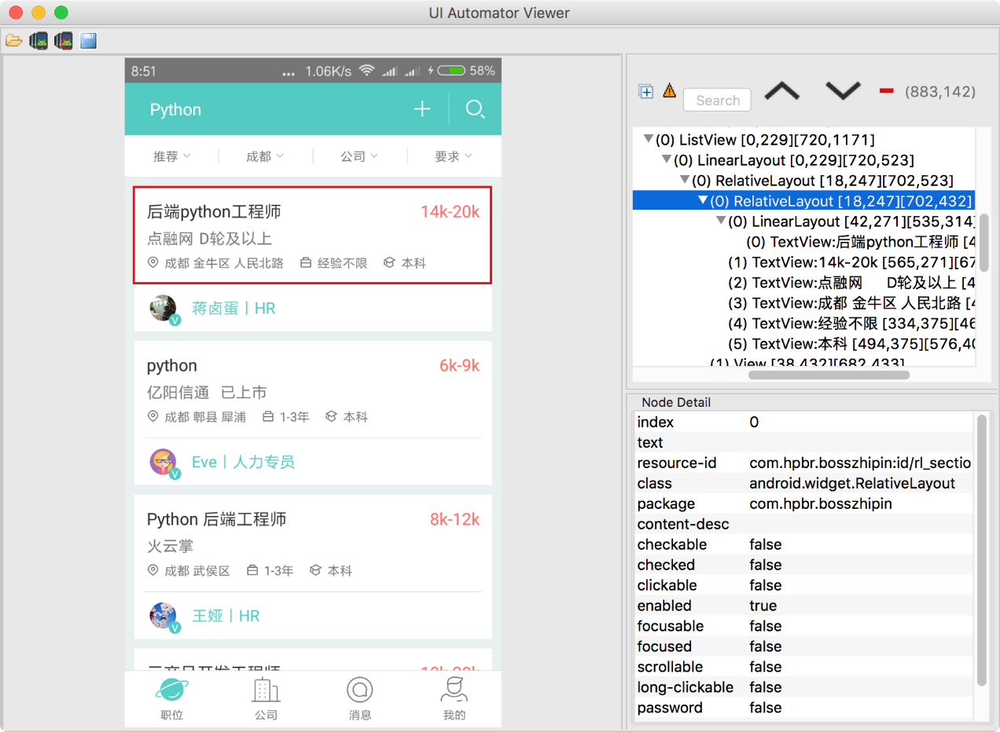 UI Automator Viewer
8:51 ... 1.06K/s 58%
Python
推荐 成都 公司 要求
后端python工程师 14k-20k
点融网 D轮及以上
成都 金牛区 人民北路 经验不限 本科
蒋卤蛋丨HR
python 6k-9k
亿阳信通 已上市
成都 郫县 犀浦 1-3年 本科
Eve丨人力专员
Python 后端工程师 8k-12k
火云掌
成都 武侯区 1-3年 本科
王娅丨HR
职位 公司 消息 我的
Search (883,142)
(0) ListView [0,229][720,1171]
(0) LinearLayout [0,229][720,523]
(0) RelativeLayout [18,247][702,523]
(0) RelativeLayout [18,247][702,432]
(0) LinearLayout [42,271][535,314]
(0) TextView:后端python工程师 [4
(1) TextView:14k-20k [565,271][67
(2) TextView:点融网 D轮及以上 [4
(3) TextView:成都 金牛区 人民北路 [4
(4) TextView:经验不限 [334,375][46
(5) TextView:本科 [494,375][576,40
(1) View [38,432][682,433]
Node Detail
index 0
text
resource-id com.hpbr.bosszhipin:id/rl_sectio
class android.widget.RelativeLayout
package com.hpbr.bosszhipin
content-desc
checkable false
checked false
clickable false
enabled true
focusable false
focused false
scrollable false
long-clickable false
password false